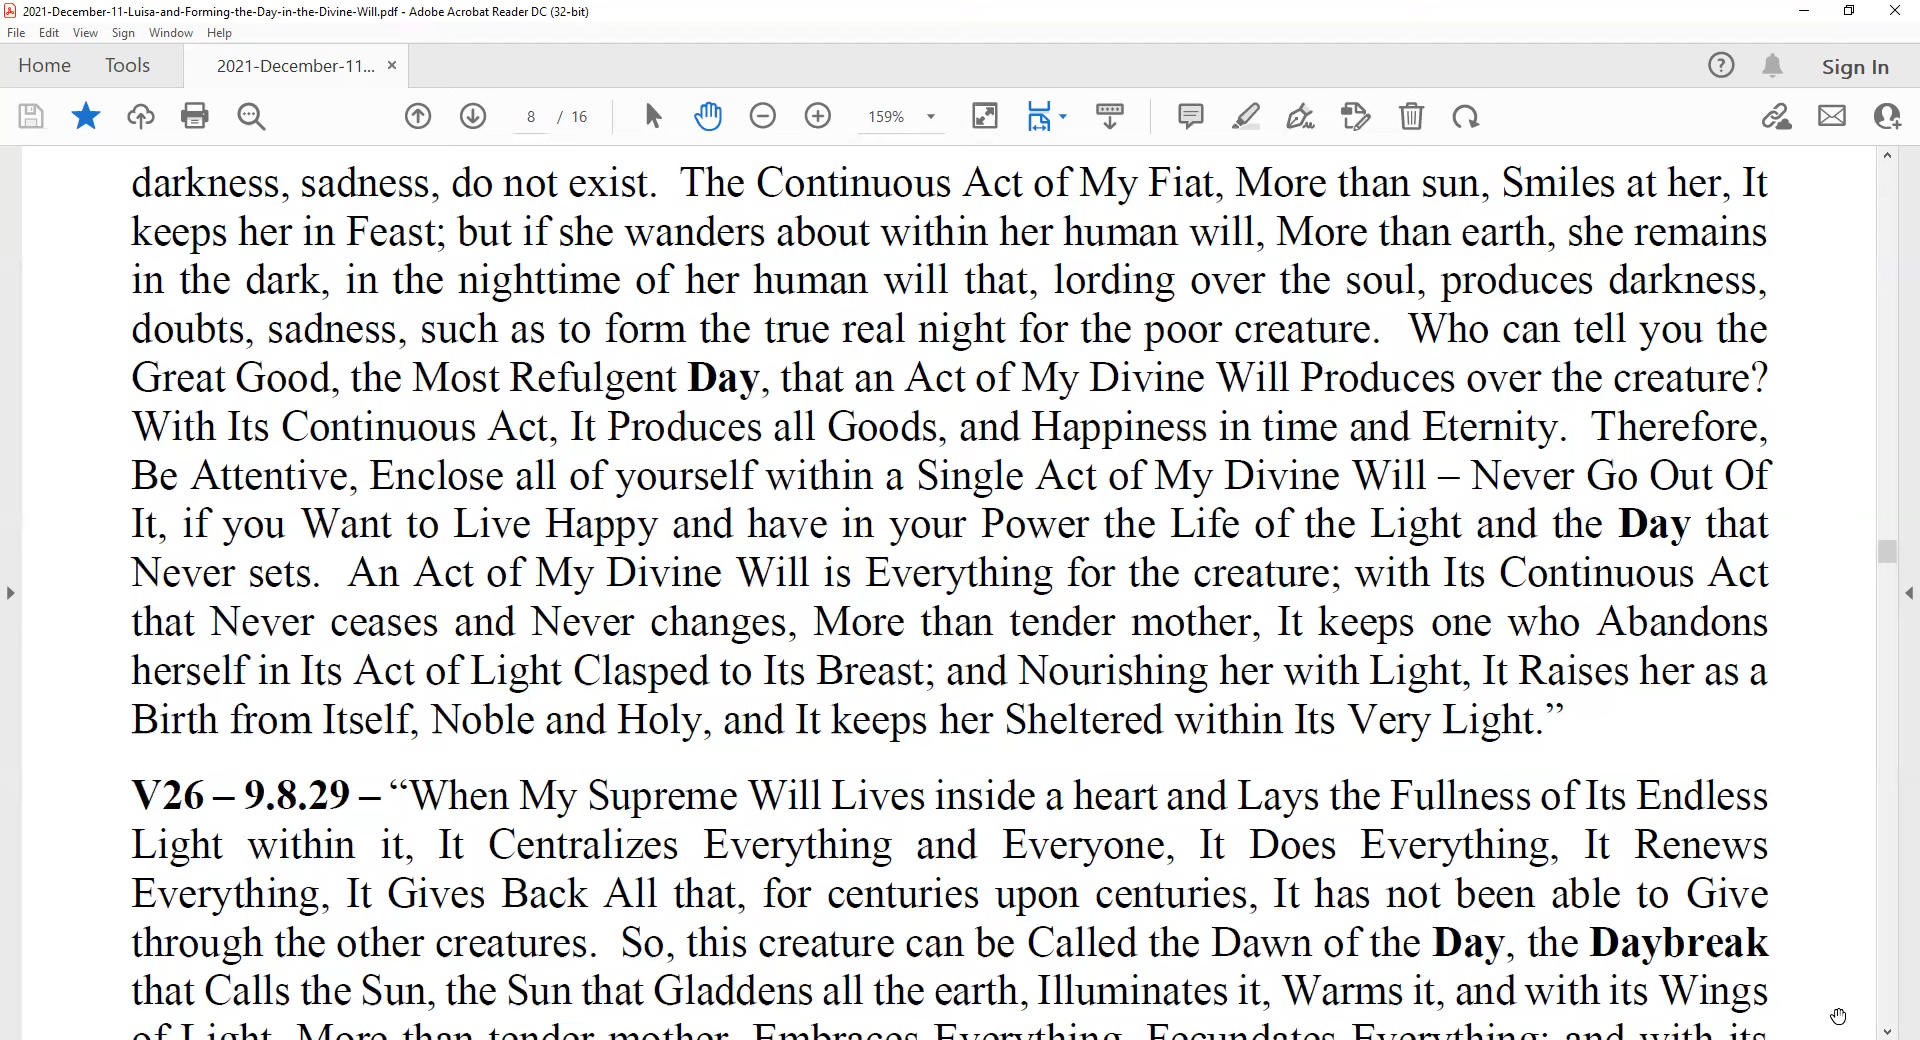 2021-December-11-Luisa-and-Forming-the-Day-in-the-Divine-Will.pdf - Adobe Acrobat Reader DC (32-bit)
File Edit View Sign Window Help
Home Tools 2021-December-11... × Sign In
8 / 16 159%
darkness, sadness, do not exist. The Continuous Act of My Fiat, More than sun, Smiles at her, It
keeps her in Feast; but if she wanders about within her human will, More than earth, she remains
in the dark, in the nighttime of her human will that, lording over the soul, produces darkness,
doubts, sadness, such as to form the true real night for the poor creature. Who can tell you the
Great Good, the Most Refulgent Day, that an Act of My Divine Will Produces over the creature?
With Its Continuous Act, It Produces all Goods, and Happiness in time and Eternity. Therefore,
Be Attentive, Enclose all of yourself within a Single Act of My Divine Will – Never Go Out Of
It, if you Want to Live Happy and have in your Power the Life of the Light and the Day that
Never sets. An Act of My Divine Will is Everything for the creature; with Its Continuous Act
that Never ceases and Never changes, More than tender mother, It keeps one who Abandons
herself in Its Act of Light Clasped to Its Breast; and Nourishing her with Light, It Raises her as a
Birth from Itself, Noble and Holy, and It keeps her Sheltered within Its Very Light.”
V26 – 9.8.29 – “When My Supreme Will Lives inside a heart and Lays the Fullness of Its Endless
Light within it, It Centralizes Everything and Everyone, It Does Everything, It Renews
Everything, It Gives Back All that, for centuries upon centuries, It has not been able to Give
through the other creatures. So, this creature can be Called the Dawn of the Day, the Daybreak
that Calls the Sun, the Sun that Gladdens all the earth, Illuminates it, Warms it, and with its Wings
of Light, More than tender mother, Embraces Everything, Fecundates Everything; and with its